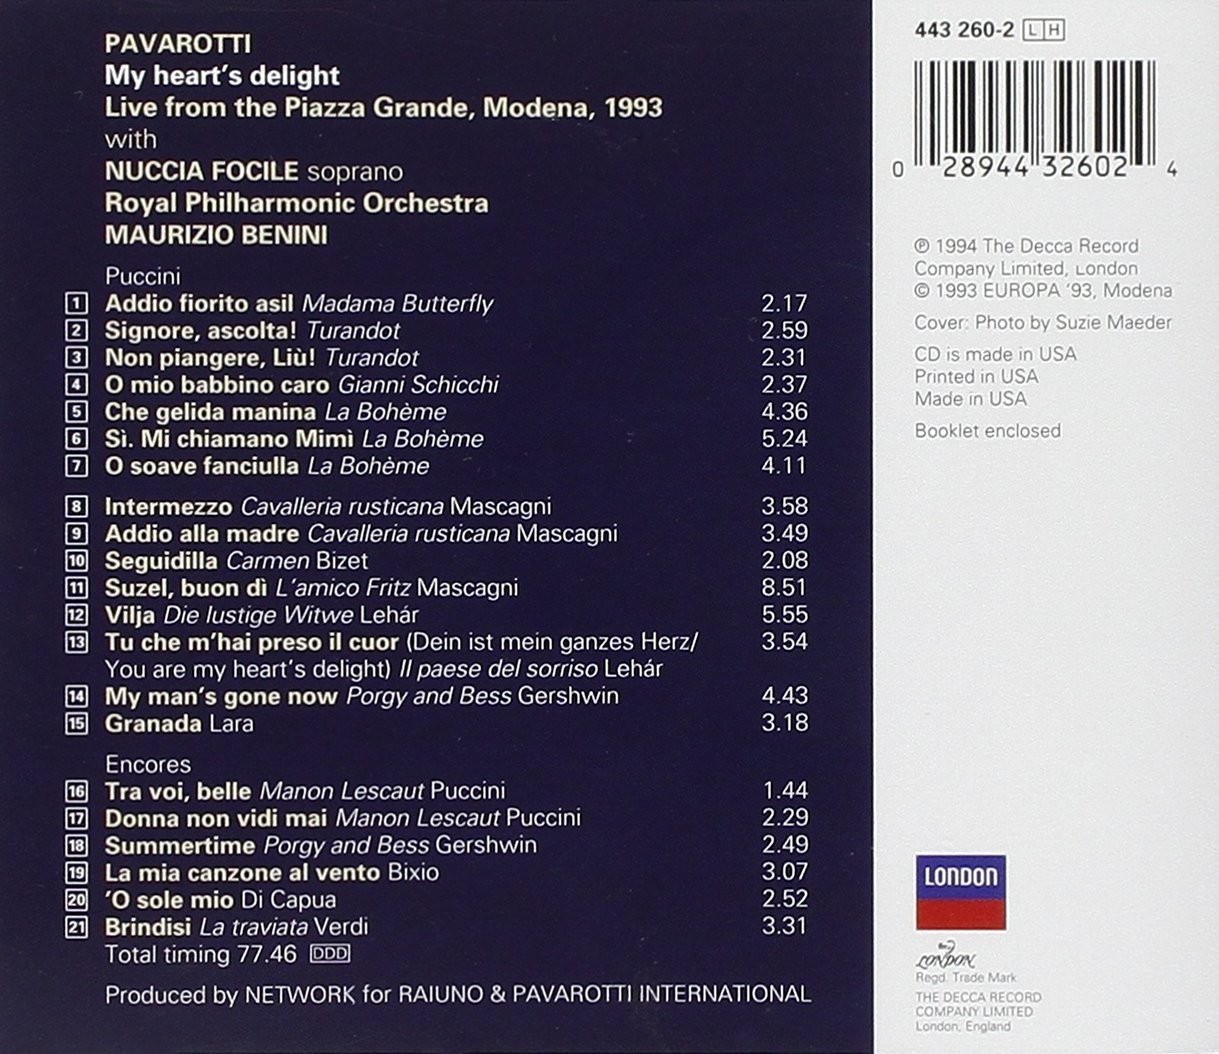 PAVAROTTI
My heart's delight
Live from the Piazza Grande, Modena, 1993
with
NUCCIA FOCILE soprano
Royal Philharmonic Orchestra
MAURIZIO BENINI
Puccini
1 Addio fiorito asil Madama Butterfly 2.17
2 Signore, ascolta! Turandot 2.59
3 Non piangere, Liù! Turandot 2.31
4 O mio babbino caro Gianni Schicchi 2.37
5 Che gelida manina La Bohème 4.36
6 Sì. Mi chiamano Mimì La Bohème 5.24
7 O soave fanciulla La Bohème 4.11
8 Intermezzo Cavalleria rusticana Mascagni 3.58
9 Addio alla madre Cavalleria rusticana Mascagni 3.49
10 Seguidilla Carmen Bizet 2.08
11 Suzel, buon dì L'amico Fritz Mascagni 8.51
12 Vilja Die lustige Witwe Lehár 5.55
13 Tu che m'hai preso il cuor (Dein ist mein ganzes Herz/ 3.54
You are my heart's delight) Il paese del sorriso Lehár
14 My man's gone now Porgy and Bess Gershwin 4.43
15 Granada Lara 3.18
Encores
16 Tra voi, belle Manon Lescaut Puccini 1.44
17 Donna non vidi mai Manon Lescaut Puccini 2.29
18 Summertime Porgy and Bess Gershwin 2.49
19 La mia canzone al vento Bixio 3.07
20 'O sole mio Di Capua 2.52
21 Brindisi La traviata Verdi 3.31
Total timing 77.46 DDD
Produced by NETWORK for RAIUNO & PAVAROTTI INTERNATIONAL
443 260-2 LH
0 28944 32602 4
℗ 1994 The Decca Record
Company Limited, London
© 1993 EUROPA '93, Modena
Cover: Photo by Suzie Maeder
CD is made in USA
Printed in USA
Made in USA
Booklet enclosed
LONDON
The LONDON
Regd. Trade Mark
THE DECCA RECORD
COMPANY LIMITED
London, England